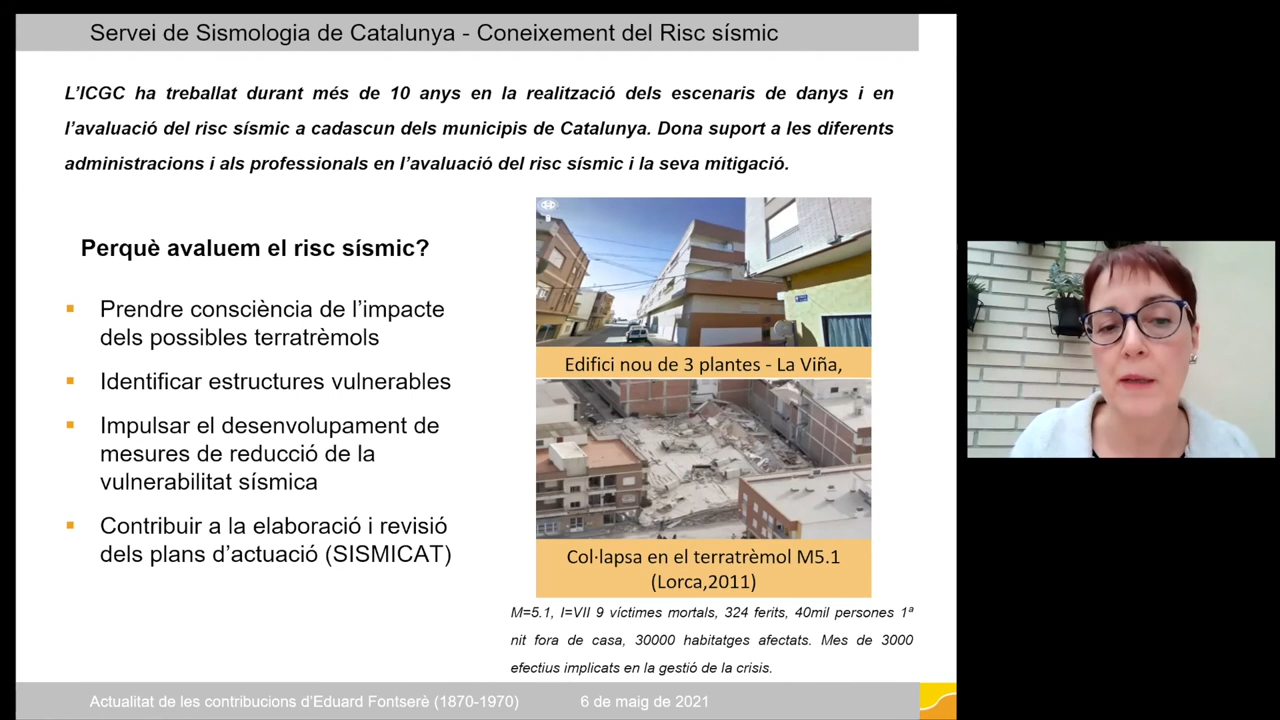 Servei de Sismologia de Catalunya - Coneixement del Risc sísmic
L’ICGC ha treballat durant més de 10 anys en la realització dels escenaris de danys i en
l’avaluació del risc sísmic a cadascun dels municipis de Catalunya. Dona suport a les diferents
administracions i als professionals en l’avaluació del risc sísmic i la seva mitigació.
Perquè avaluem el risc sísmic?
▪ Prendre consciència de l’impacte
dels possibles terratrèmols
▪ Identificar estructures vulnerables
▪ Impulsar el desenvolupament de
mesures de reducció de la
vulnerabilitat sísmica
▪ Contribuir a la elaboració i revisió
dels plans d’actuació (SISMICAT)
Edifici nou de 3 plantes - La Viña,
Col·lapsa en el terratrèmol M5.1
(Lorca,2011)
M=5.1, I=VII 9 víctimes mortals, 324 ferits, 40mil persones 1ª
nit fora de casa, 30000 habitatges afectats. Mes de 3000
efectius implicats en la gestió de la crisis.
Actualitat de les contribucions d’Eduard Fontserè (1870-1970) 6 de maig de 2021